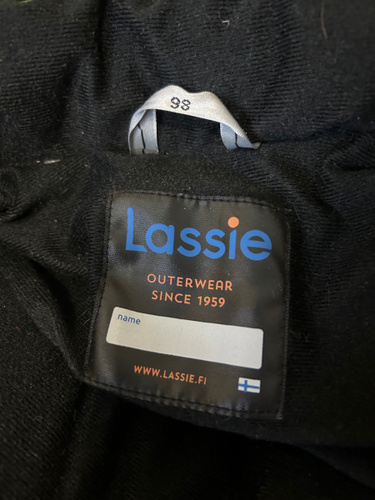 98
Lassie
OUTERWEAR
SINCE 1959
name
WWW.LASSIE.FI